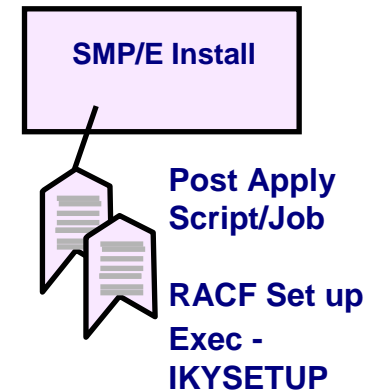 SMP/E Install
Post Apply
Script/Job
RACF Set up
Exec -
IKYSETUP